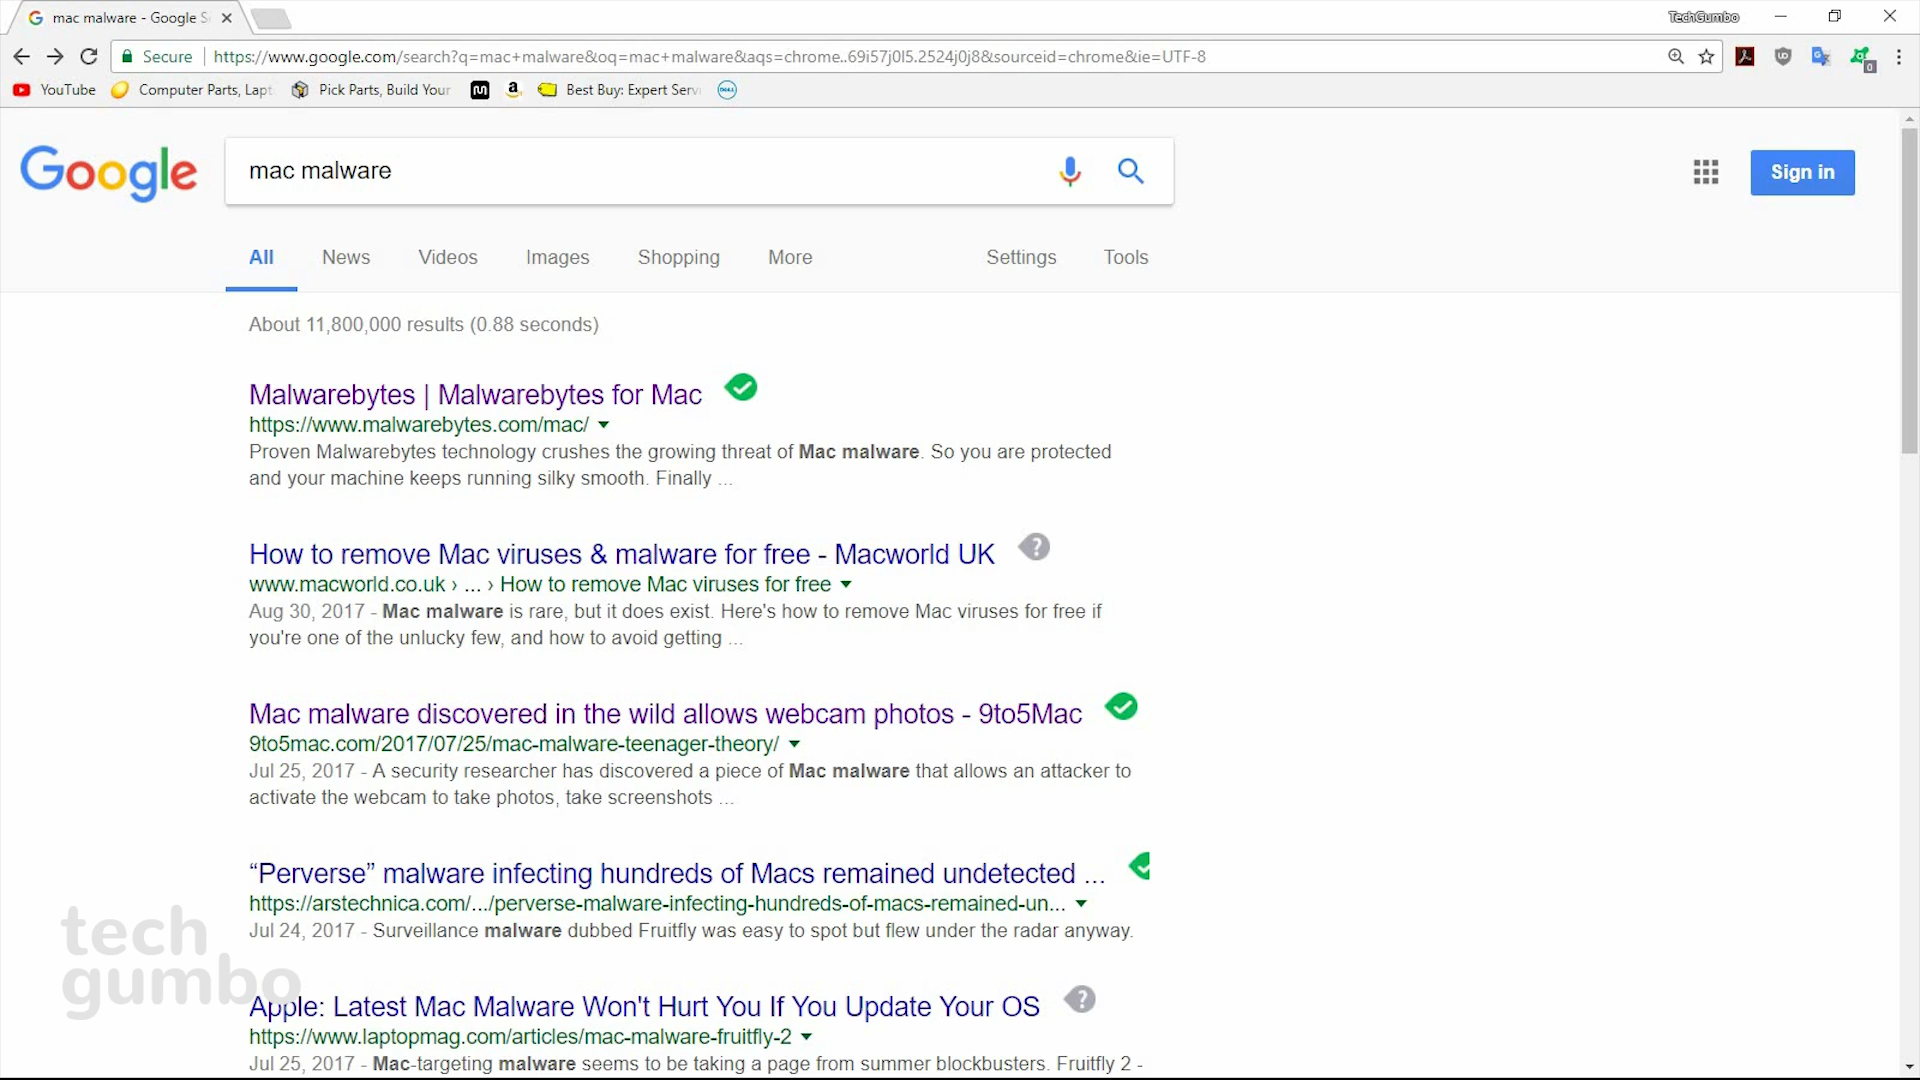 mac malware - Google S
TechGumbo
Secure
https://www.google.com/search?q=mac+malware&oq=mac+malware&aqs=chrome..69i57j0l5.2524j0j8&sourceid=chrome&ie=UTF-8
0
YouTube
Computer Parts, Lapt
Pick Parts, Build Your
Best Buy: Expert Serv
DELL
Google
mac malware
Sign in
All News Videos Images Shopping More Settings Tools
About 11,800,000 results (0.88 seconds)
Malwarebytes | Malwarebytes for Mac
https://www.malwarebytes.com/mac/
Proven Malwarebytes technology crushes the growing threat of Mac malware. So you are protected
and your machine keeps running silky smooth. Finally ...
How to remove Mac viruses & malware for free - Macworld UK
www.macworld.co.uk › ... › How to remove Mac viruses for free
Aug 30, 2017 - Mac malware is rare, but it does exist. Here's how to remove Mac viruses for free if
you're one of the unlucky few, and how to avoid getting ...
Mac malware discovered in the wild allows webcam photos - 9to5Mac
9to5mac.com/2017/07/25/mac-malware-teenager-theory/
Jul 25, 2017 - A security researcher has discovered a piece of Mac malware that allows an attacker to
activate the webcam to take photos, take screenshots ...
“Perverse” malware infecting hundreds of Macs remained undetected ...
https://arstechnica.com/.../perverse-malware-infecting-hundreds-of-macs-remained-un...
Jul 24, 2017 - Surveillance malware dubbed Fruitfly was easy to spot but flew under the radar anyway.
tech
gumbo
Apple: Latest Mac Malware Won't Hurt You If You Update Your OS
https://www.laptopmag.com/articles/mac-malware-fruitfly-2
Jul 25, 2017 - Mac-targeting malware seems to be taking a page from summer blockbusters. Fruitfly 2 -